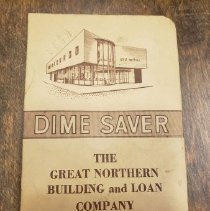 DIME SAVER
THE
GREAT NORTHERN
BUILDING and LOAN
COMPANY